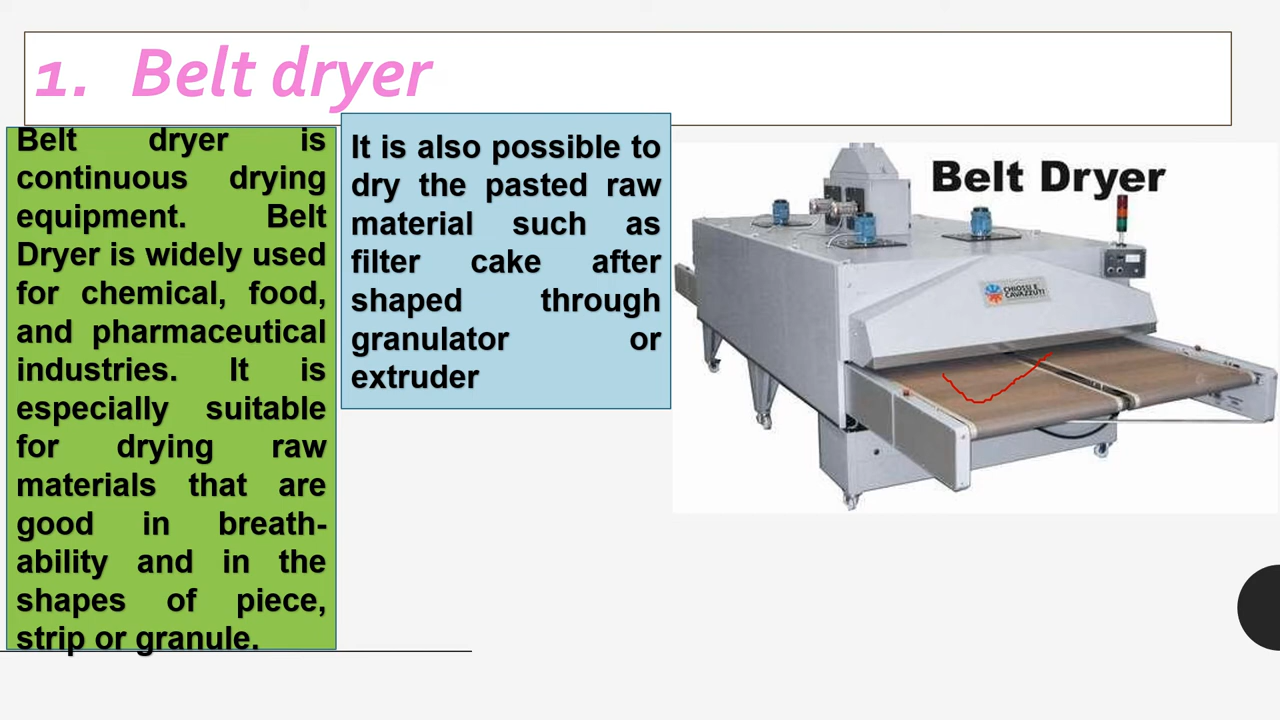 1. Belt dryer
Belt dryer is
continuous drying
equipment. Belt
Dryer is widely used
for chemical, food,
and pharmaceutical
industries. It is
especially suitable
for drying raw
materials that are
good in breath-
ability and in the
shapes of piece,
strip or granule.
It is also possible to
dry the pasted raw
material such as
filter cake after
shaped through
granulator or
extruder
Belt Dryer
CHIOSSI E
CAVAZZUTI